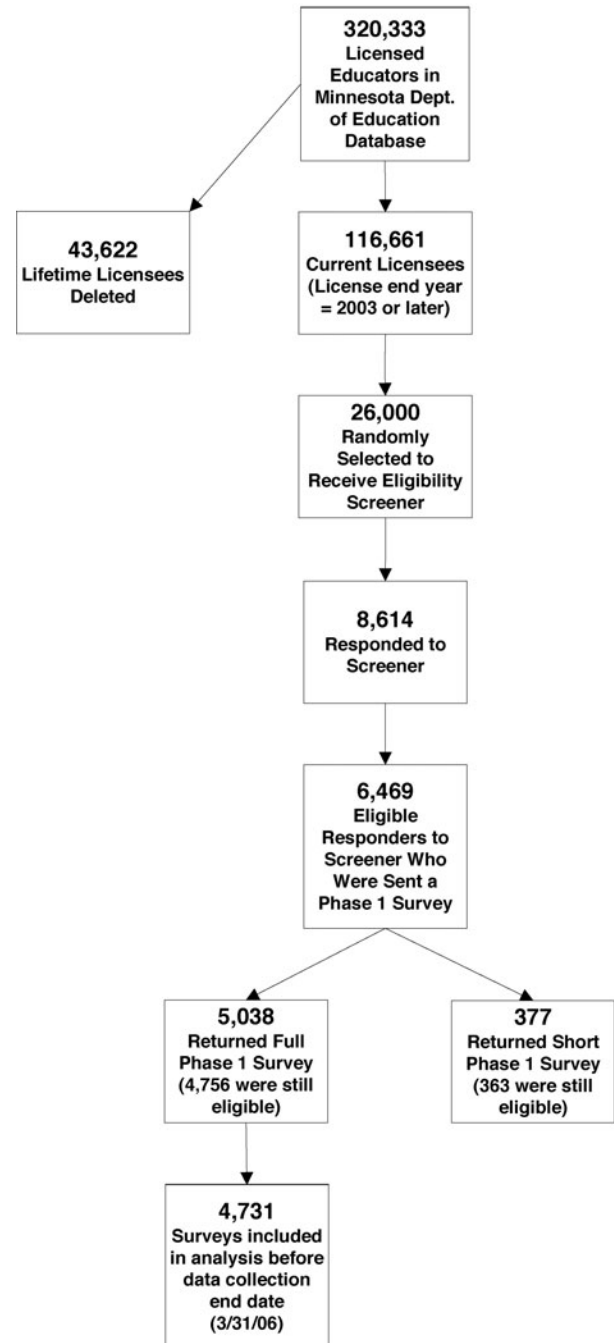 320,333
Licensed
Educators in
Minnesota Dept.
of Education
Database
43,622
Lifetime Licensees
Deleted
116,661
Current Licensees
(License end year
= 2003 or later)
26,000
Randomly
Selected to
Receive Eligibility
Screener
8,614
Responded to
Screener
6,469
Eligible
Responders to
Screener Who
Were Sent a
Phase 1 Survey
5,038
Returned Full
Phase 1 Survey
(4,756 were still
eligible)
377
Returned Short
Phase 1 Survey
(363 were still
eligible)
4,731
Surveys included
in analysis before
data collection
end date
(3/31/06)